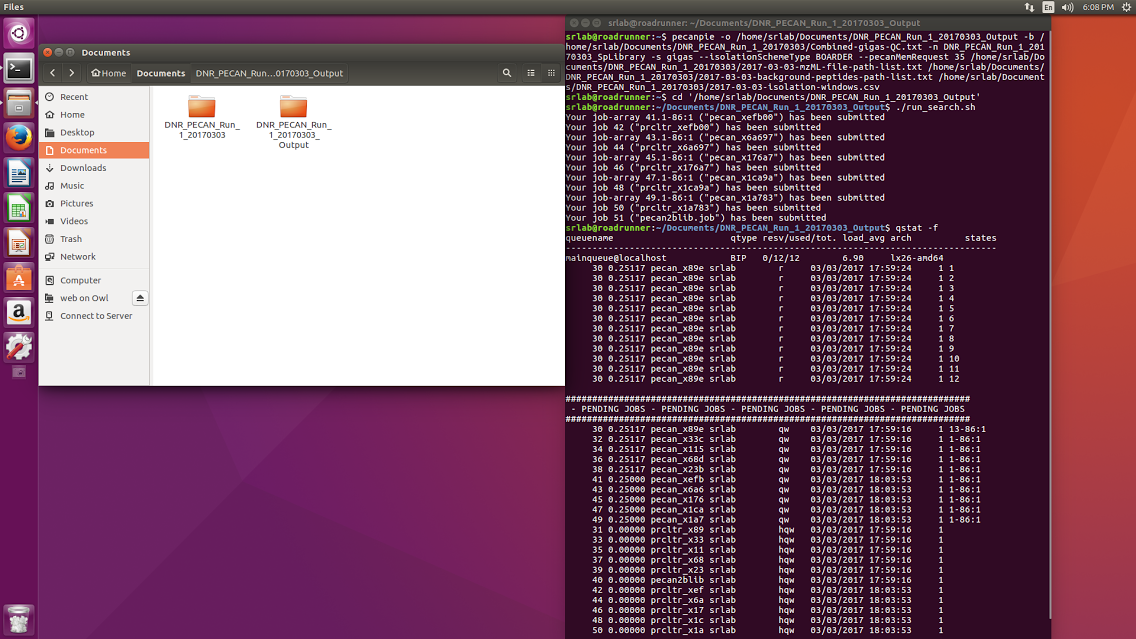 Files
En
6:08 PM
Documents
Home
Documents
DNR_PECAN_Run...0170303_Output
Recent
Home
Desktop
Documents
Downloads
Music
Pictures
Videos
Trash
Network
Computer
web on Owl
Connect to Server
DNR_PECAN_Run_
1_20170303
DNR_PECAN_Run_
1_20170303_
Output
srlab@roadrunner: ~/Documents/DNR_PECAN_Run_1_20170303_Output
srlab@roadrunner:~$ pecanpie -o /home/srlab/Documents/DNR_PECAN_Run_1_20170303_Output -b /
home/srlab/Documents/DNR_PECAN_Run_1_20170303/Combined-gigas-QC.txt -n DNR_PECAN_Run_1_201
70303_SpLibrary -s gigas --isolationSchemeType BOARDER --pecanMemRequest 35 /home/srlab/Do
cuments/DNR_PECAN_Run_1_20170303/2017-03-03-mzML-file-path-list.txt /home/srlab/Documents/
DNR_PECAN_Run_1_20170303/2017-03-03-background-peptides-path-list.txt /home/srlab/Document
s/DNR_PECAN_Run_1_20170303/2017-03-03-isolation-windows.csv
srlab@roadrunner:~$ cd '/home/srlab/Documents/DNR_PECAN_Run_1_20170303_Output'
srlab@roadrunner:~/Documents/DNR_PECAN_Run_1_20170303_Output$ ./run_search.sh
Your job-array 41.1-86:1 ("pecan_xefb00") has been submitted
Your job 42 ("prcltr_xefb00") has been submitted
Your job-array 43.1-86:1 ("pecan_x6a697") has been submitted
Your job 44 ("prcltr_x6a697") has been submitted
Your job-array 45.1-86:1 ("pecan_x176a7") has been submitted
Your job 46 ("prcltr_x176a7") has been submitted
Your job-array 47.1-86:1 ("pecan_x1ca9a") has been submitted
Your job 48 ("prcltr_x1ca9a") has been submitted
Your job-array 49.1-86:1 ("pecan_x1a783") has been submitted
Your job 50 ("prcltr_x1a783") has been submitted
Your job 51 ("pecan2blib.job") has been submitted
srlab@roadrunner:~/Documents/DNR_PECAN_Run_1_20170303_Output$ qstat -f
queuename qtype resv/used/tot. load_avg arch states
---------------------------------------------------------------------------------
mainqueue@localhost BIP 0/12/12 6.90 lx26-amd64
30 0.25117 pecan_x89e srlab r 03/03/2017 17:59:24 1 1
30 0.25117 pecan_x89e srlab r 03/03/2017 17:59:24 1 2
30 0.25117 pecan_x89e srlab r 03/03/2017 17:59:24 1 3
30 0.25117 pecan_x89e srlab r 03/03/2017 17:59:24 1 4
30 0.25117 pecan_x89e srlab r 03/03/2017 17:59:24 1 5
30 0.25117 pecan_x89e srlab r 03/03/2017 17:59:24 1 6
30 0.25117 pecan_x89e srlab r 03/03/2017 17:59:24 1 7
30 0.25117 pecan_x89e srlab r 03/03/2017 17:59:24 1 8
30 0.25117 pecan_x89e srlab r 03/03/2017 17:59:24 1 9
30 0.25117 pecan_x89e srlab r 03/03/2017 17:59:24 1 10
30 0.25117 pecan_x89e srlab r 03/03/2017 17:59:24 1 11
30 0.25117 pecan_x89e srlab r 03/03/2017 17:59:24 1 12
############################################################################
- PENDING JOBS - PENDING JOBS - PENDING JOBS - PENDING JOBS - PENDING JOBS
############################################################################
30 0.25117 pecan_x89e srlab qw 03/03/2017 17:59:16 1 13-86:1
32 0.25117 pecan_x33c srlab qw 03/03/2017 17:59:16 1 1-86:1
34 0.25117 pecan_x115 srlab qw 03/03/2017 17:59:16 1 1-86:1
36 0.25117 pecan_x68d srlab qw 03/03/2017 17:59:16 1 1-86:1
38 0.25117 pecan_x23b srlab qw 03/03/2017 17:59:16 1 1-86:1
41 0.25000 pecan_xefb srlab qw 03/03/2017 18:03:53 1 1-86:1
43 0.25000 pecan_x6a6 srlab qw 03/03/2017 18:03:53 1 1-86:1
45 0.25000 pecan_x176 srlab qw 03/03/2017 18:03:53 1 1-86:1
47 0.25000 pecan_x1ca srlab qw 03/03/2017 18:03:53 1 1-86:1
49 0.25000 pecan_x1a7 srlab qw 03/03/2017 18:03:53 1 1-86:1
31 0.00000 prcltr_x89 srlab hqw 03/03/2017 17:59:16 1
33 0.00000 prcltr_x33 srlab hqw 03/03/2017 17:59:16 1
35 0.00000 prcltr_x11 srlab hqw 03/03/2017 17:59:16 1
37 0.00000 prcltr_x68 srlab hqw 03/03/2017 17:59:16 1
39 0.00000 prcltr_x23 srlab hqw 03/03/2017 17:59:16 1
40 0.00000 pecan2blib srlab hqw 03/03/2017 17:59:16 1
42 0.00000 prcltr_xef srlab hqw 03/03/2017 18:03:53 1
44 0.00000 prcltr_x6a srlab hqw 03/03/2017 18:03:53 1
46 0.00000 prcltr_x17 srlab hqw 03/03/2017 18:03:53 1
48 0.00000 prcltr_x1c srlab hqw 03/03/2017 18:03:53 1
50 0.00000 prcltr_x1a srlab hqw 03/03/2017 18:03:53 1